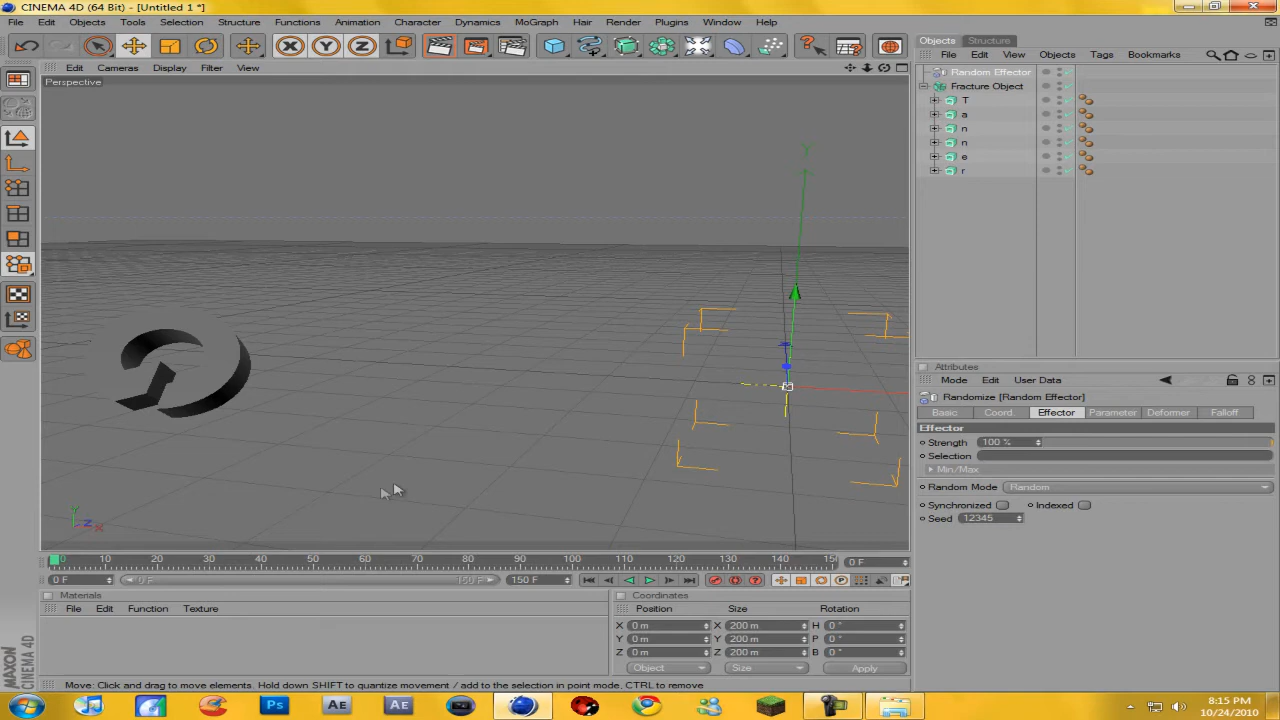 CINEMA 4D (64 Bit) - [Untitled 1 *]
File Edit Objects Tools Selection Structure Functions Animation Character Dynamics MoGraph Hair Render Plugins Window Help
X Y Z
Edit Cameras Display Filter View
Perspective
Y
Y Z X
0 10 20 30 40 50 60 70 80 90 100 110 120 130 140 150 0 F
0 F 0 F 150 F 150 F
Materials
File Edit Function Texture
Coordinates
Position Size Rotation
X 0 m X 200 m H 0 °
Y 0 m Y 200 m P 0 °
Z 0 m Z 200 m B 0 °
Object Size Apply
MAXON CINEMA 4D
Move: Click and drag to move elements. Hold down SHIFT to quantize movement / add to the selection in point mode, CTRL to remove
Objects Structure
File Edit View Objects Tags Bookmarks
Random Effector
Fracture Object
T
a
n
n
e
r
Attributes
Mode Edit User Data
Randomize [Random Effector]
Basic Coord. Effector Parameter Deformer Falloff
Effector
Strength 100 %
Selection
Min/Max
Random Mode Random
Synchronized Indexed
Seed 12345
Ps Ae Ae
8:15 PM
10/24/2010